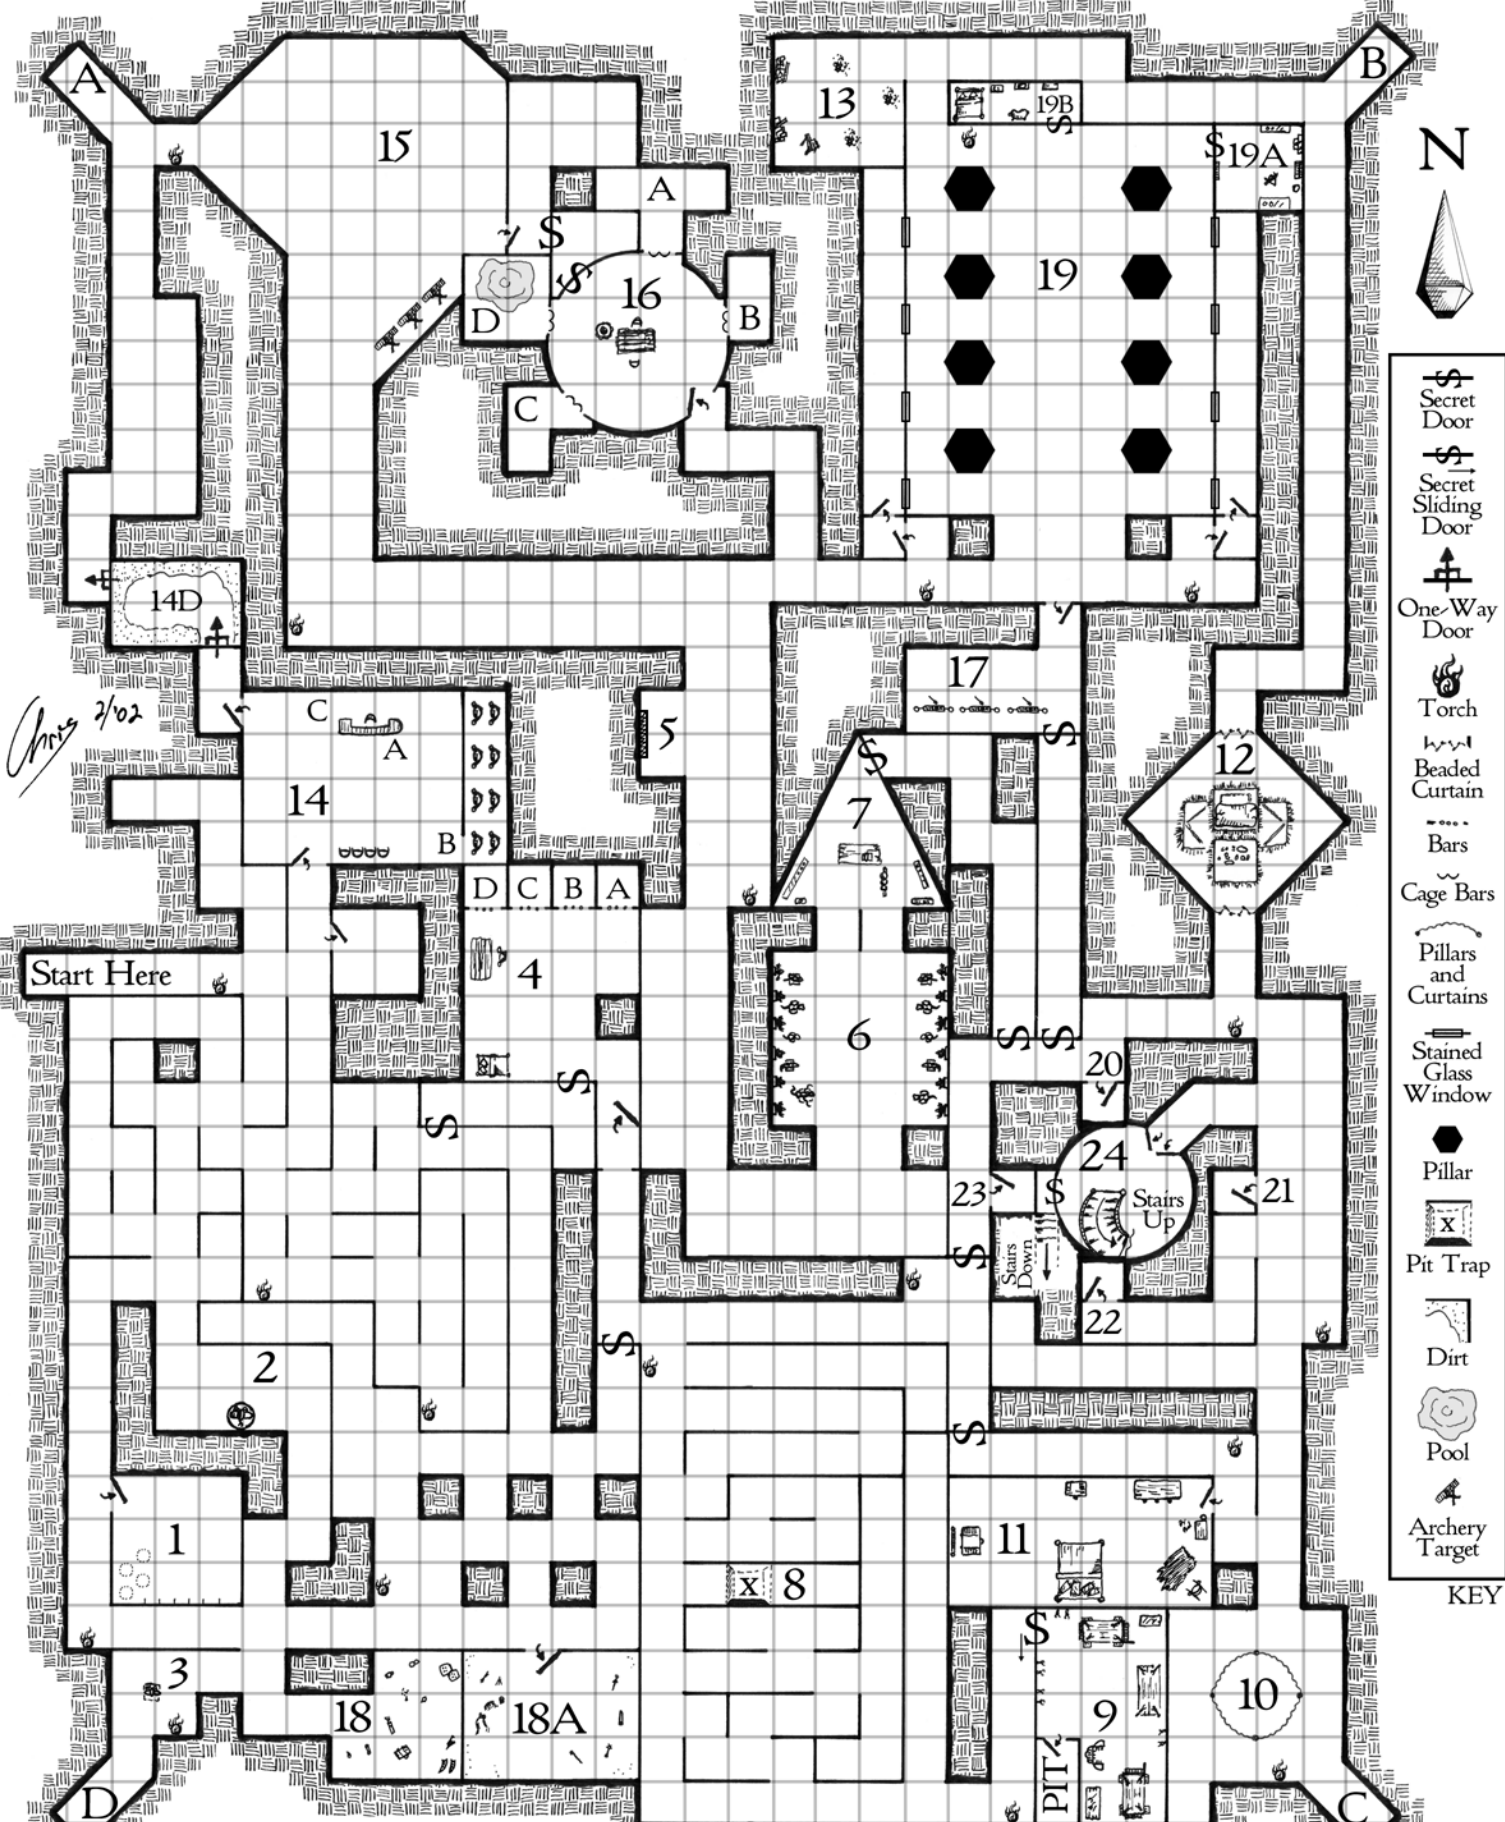 A
B
13
19B
S
15
S
19A
N
A
S
19
S
16
D
B
C
Secret
Door
Secret
Sliding
Door
14D
One-Way
Door
17
Torch
Chris 2/'02
C
A
5
S
S
12
Beaded
Curtain
14
7
B
Bars
D
C
B
A
Cage Bars
Start Here
4
Pillars
and
Curtains
6
S
S
Stained
Glass
Window
20
S
S
24
Pillar
23
S
Stairs
Up
21
x
S
Stairs
Down
Pit Trap
22
S
2
Dirt
S
Pool
1
11
Archery
Target
x
8
KEY
S
3
18
18A
9
10
PIT
D
C